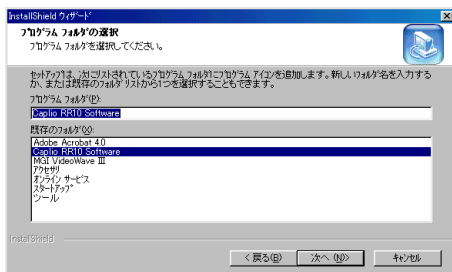 InstallShield ウィザード
プログラム フォルダの選択
プログラム フォルダを選択してください。
セットアップは、次にリストされているプログラム フォルダにプログラム アイコンを追加します。新しいフォルダ名を入力する
か、または既存のフォルダ リストから1つを選択することもできます。
プログラム フォルダ(P):
Caplio RR10 Software
既存のフォルダ(X):
Adobe Acrobat 4.0
Caplio RR10 Software
MGI VideoWave III
アクセサリ
オンライン サービス
スタートアップ
ツール
InstallShield
< 戻る(B)
次へ (N)>
キャンセル